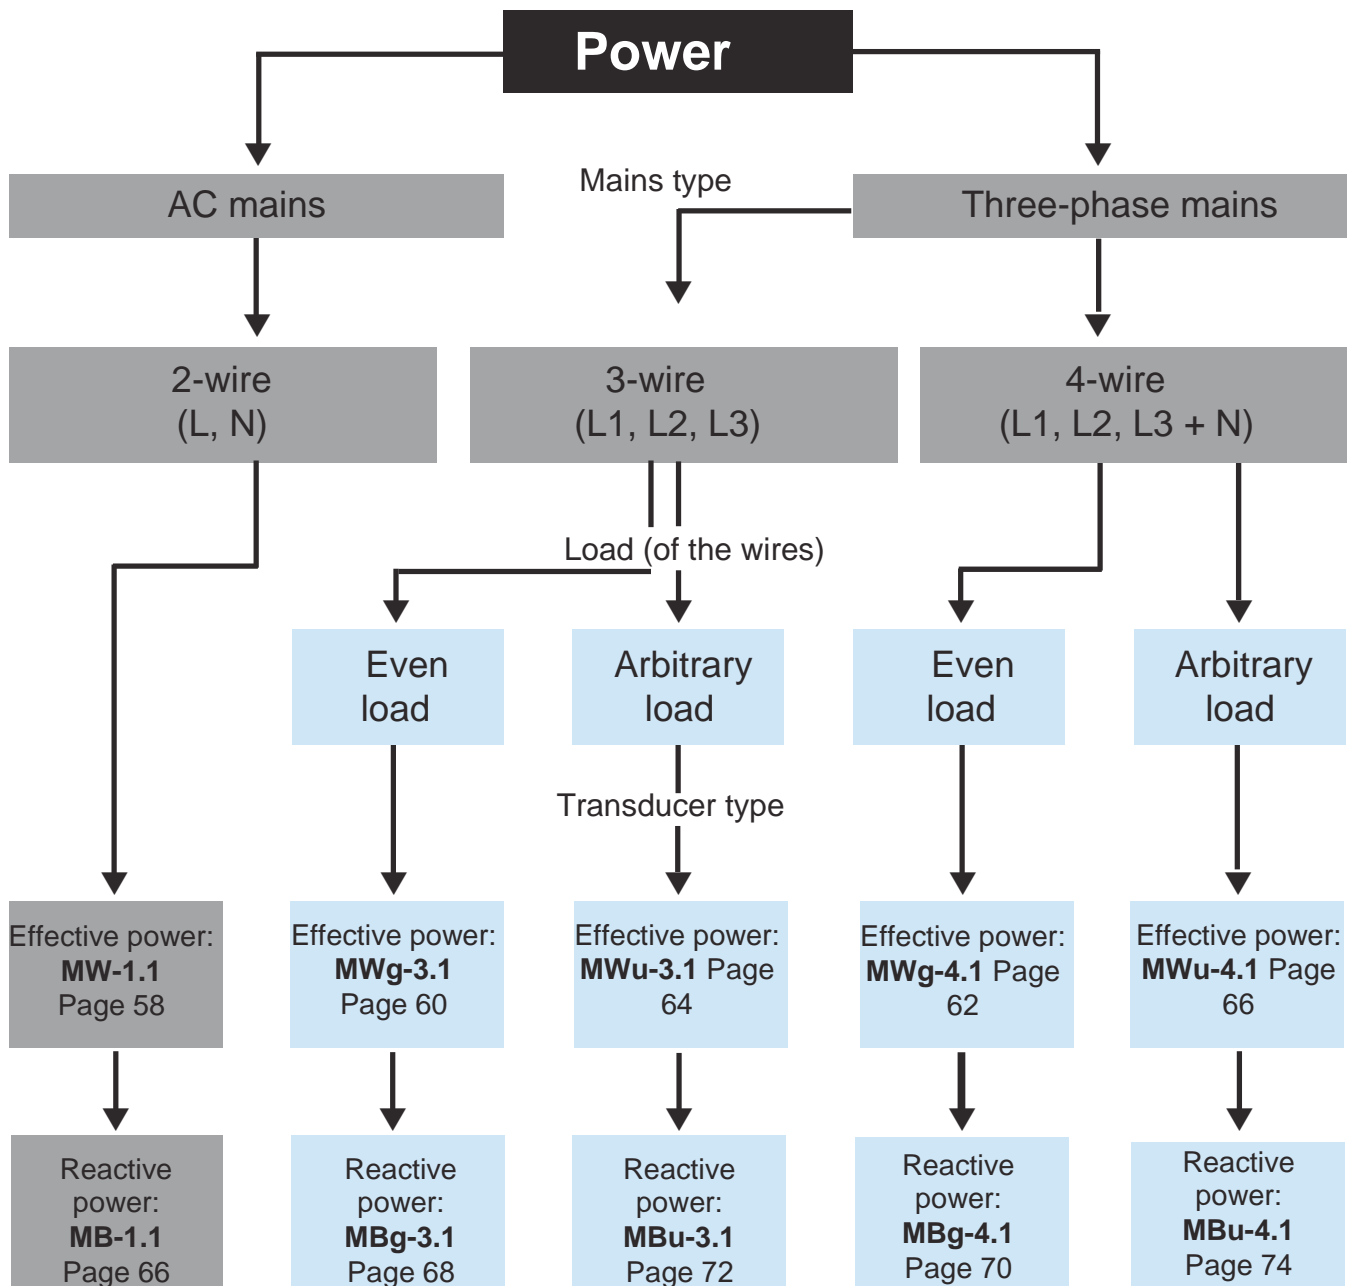 Power
Mains type
AC mains
Three-phase mains
2-wire
(L, N)
3-wire
(L1, L2, L3)
4-wire
(L1, L2, L3 + N)
Load (of the wires)
Even
load
Arbitrary
load
Even
load
Arbitrary
load
Transducer type
Effective power:
MW-1.1
Page 58
Effective power:
MWg-3.1
Page 60
Effective power:
MWu-3.1 Page
64
Effective power:
MWg-4.1 Page
62
Effective power:
MWu-4.1 Page
66
Reactive
power:
MB-1.1
Page 66
Reactive
power:
MBg-3.1
Page 68
Reactive
power:
MBu-3.1
Page 72
Reactive
power:
MBg-4.1
Page 70
Reactive
power:
MBu-4.1
Page 74